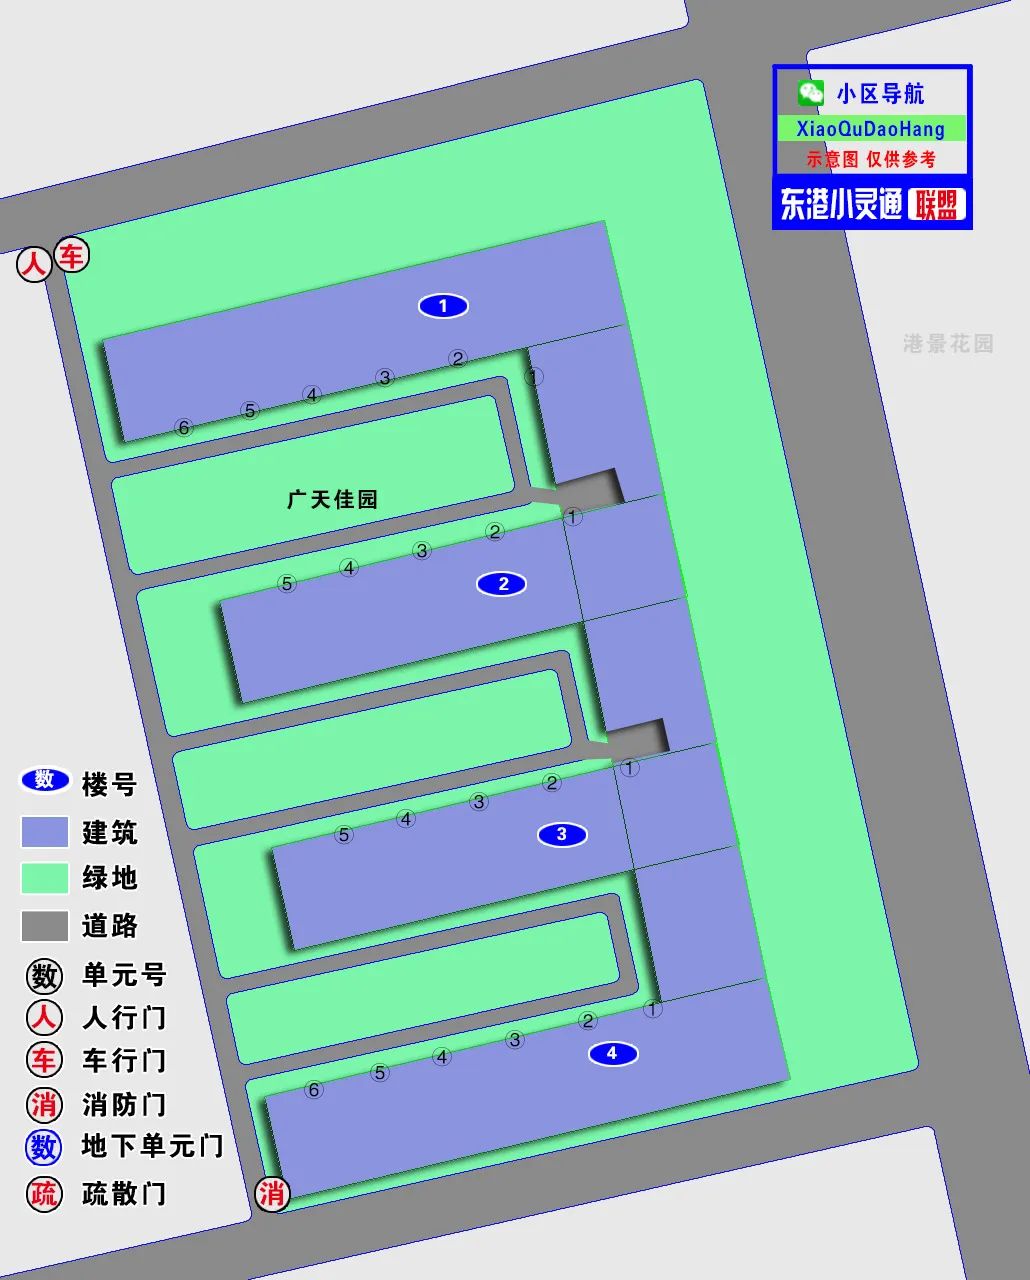 小区导航
XiaoQuDaoHang
示意图 仅供参考
东港小灵通 联盟
人
车
1
港景花园
2
1
3
4
5
6
广天佳园
1
2
3
4
5
2
1
2
3
4
5
3
1
2
3
4
5
6
4
消
数 楼号
建筑
绿地
道路
数 单元号
人 人行门
车 车行门
消 消防门
数 地下单元门
疏 疏散门